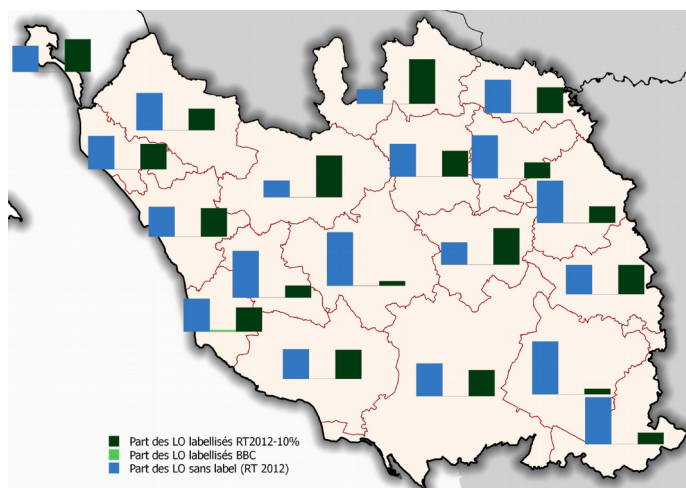 Part des LO labellisés RT2012-10%
Part des LO labellisés BBC
Part des LO sans label (RT 2012)